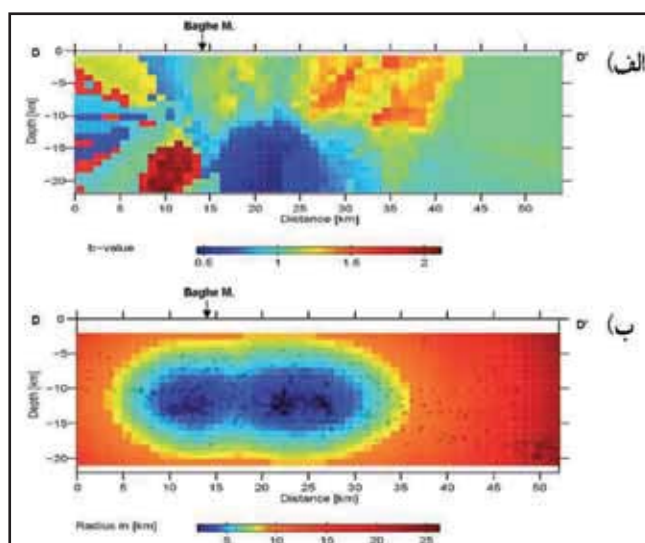 Baghe M.
D D' الف)
0
-5
-10
-15
-20
Depth [km]
0 5 10 15 20 25 30 35 40 45 50
Distance [km]
b-value
0.5 1 1.5 2
Baghe M.
D D' ب)
0
-5
-10
-15
-20
Depth [km]
0 5 10 15 20 25 30 35 40 45 50
Distance [km]
Radius m [km]
5 10 15 20 25